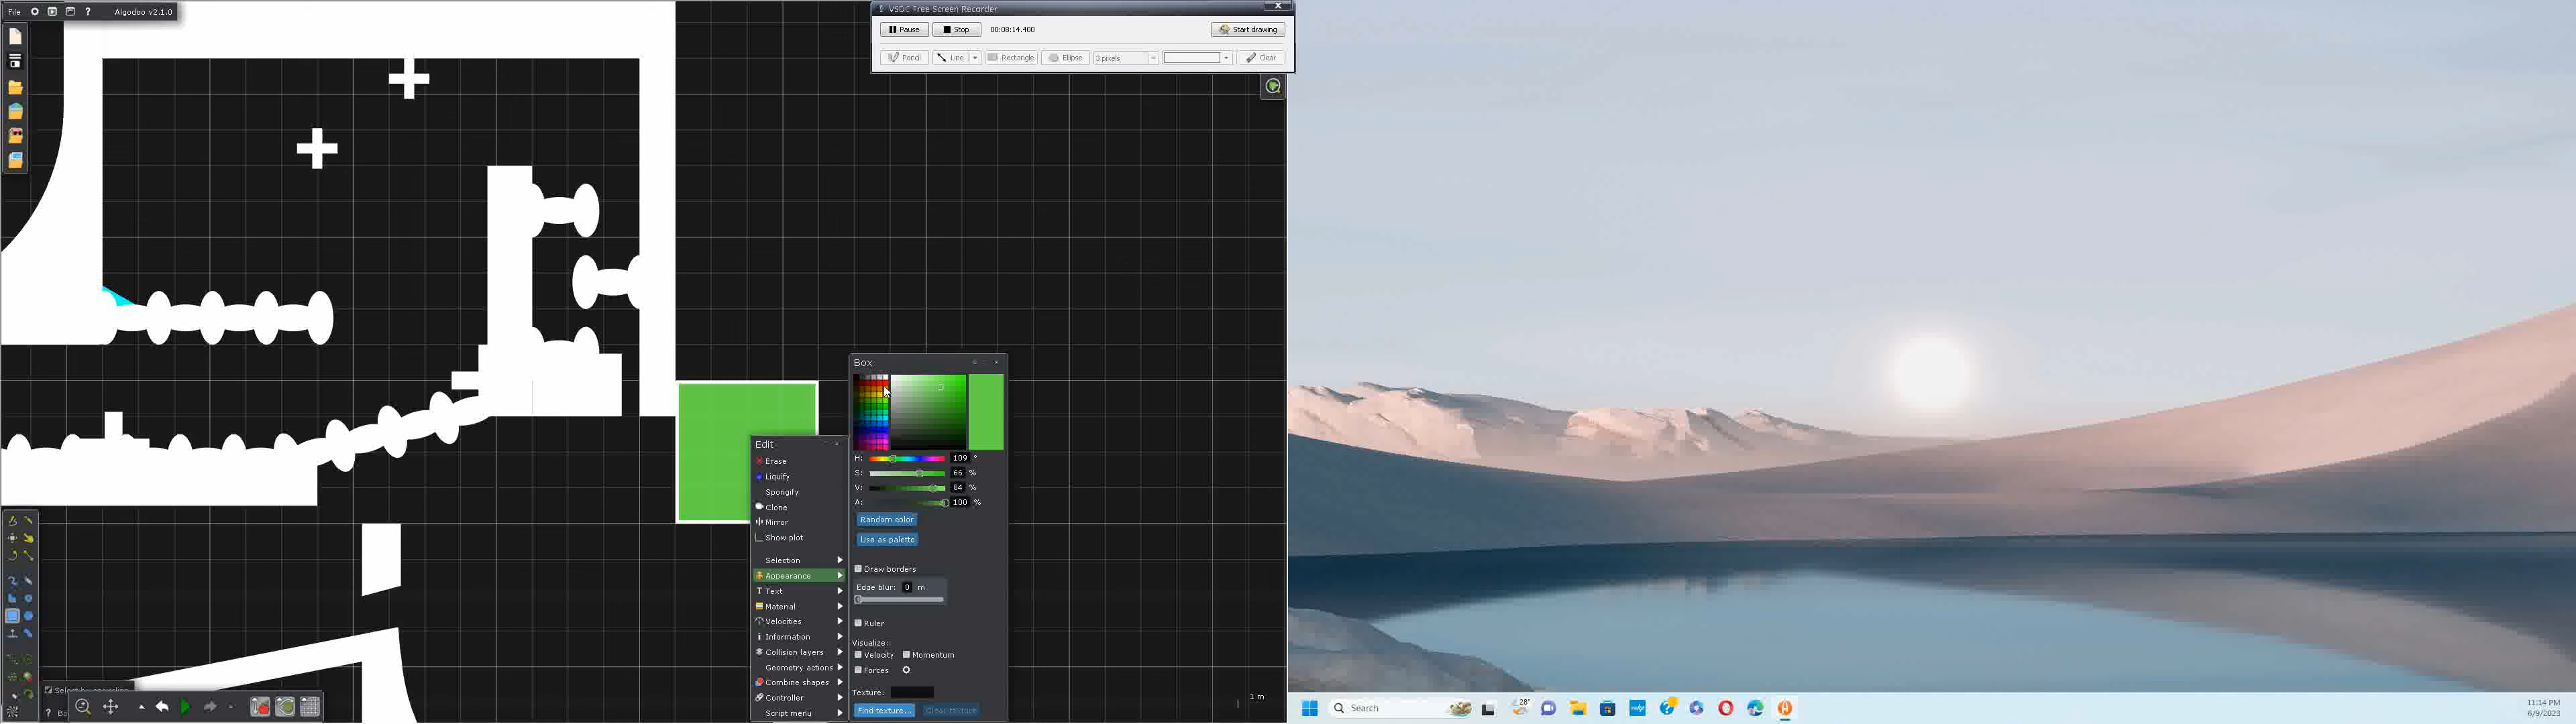 File ? Algodoo v2.1.0
VSDC Free Screen Recorder
Pause Stop 00:08:14.400 Start drawing
Pencil Line Rectangle Ellipse 3 pixels Clear
Box
H: 109 °
S: 66 %
V: 84 %
A: 100 %
Random color
Use as palette
Draw borders
Edge blur: 0 m
Ruler
Visualize:
Velocity Momentum
Forces
Texture:
Find texture... Clear texture
Edit
Erase
Liquify
Spongify
Clone
Mirror
Show plot
Selection
Appearance
Text
Material
Velocities
Information
Collision layers
Geometry actions
Combine shapes
Controller
Script menu
? Bo
1 m
Search
28°
11:14 PM
6/9/2023